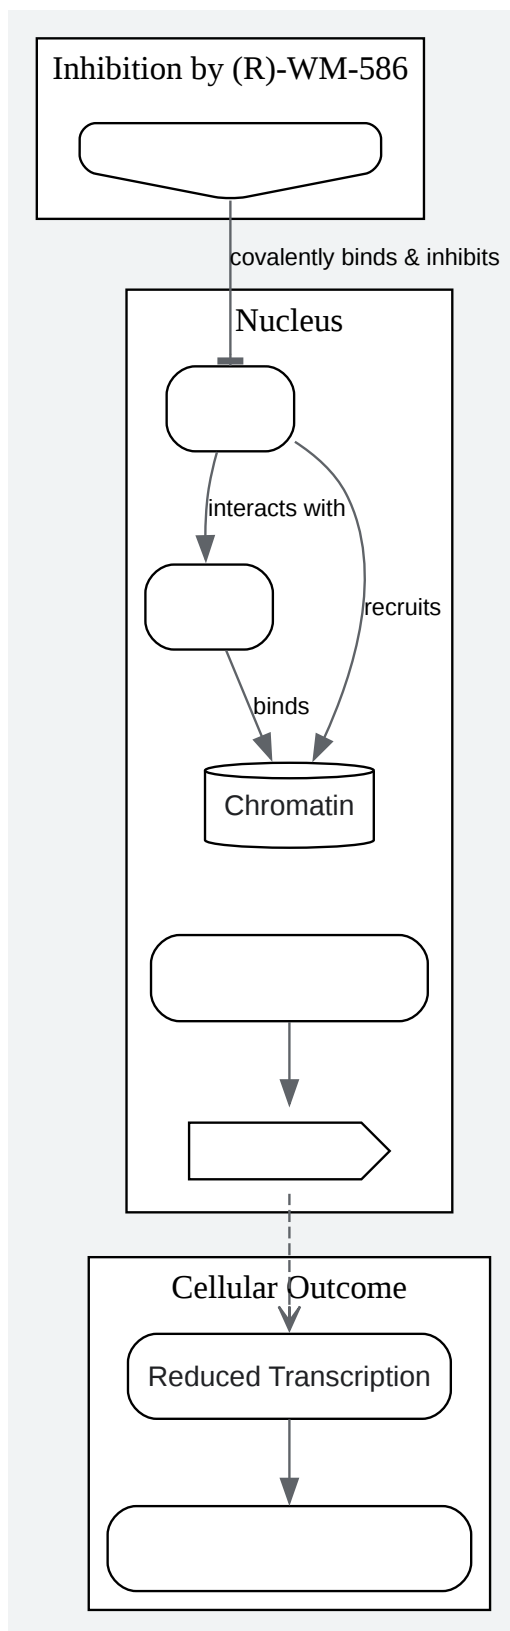 Inhibition by (R)-WM-586
covalently binds & inhibits
Nucleus
interacts with
recruits
binds
Chromatin
Cellular Outcome
Reduced Transcription